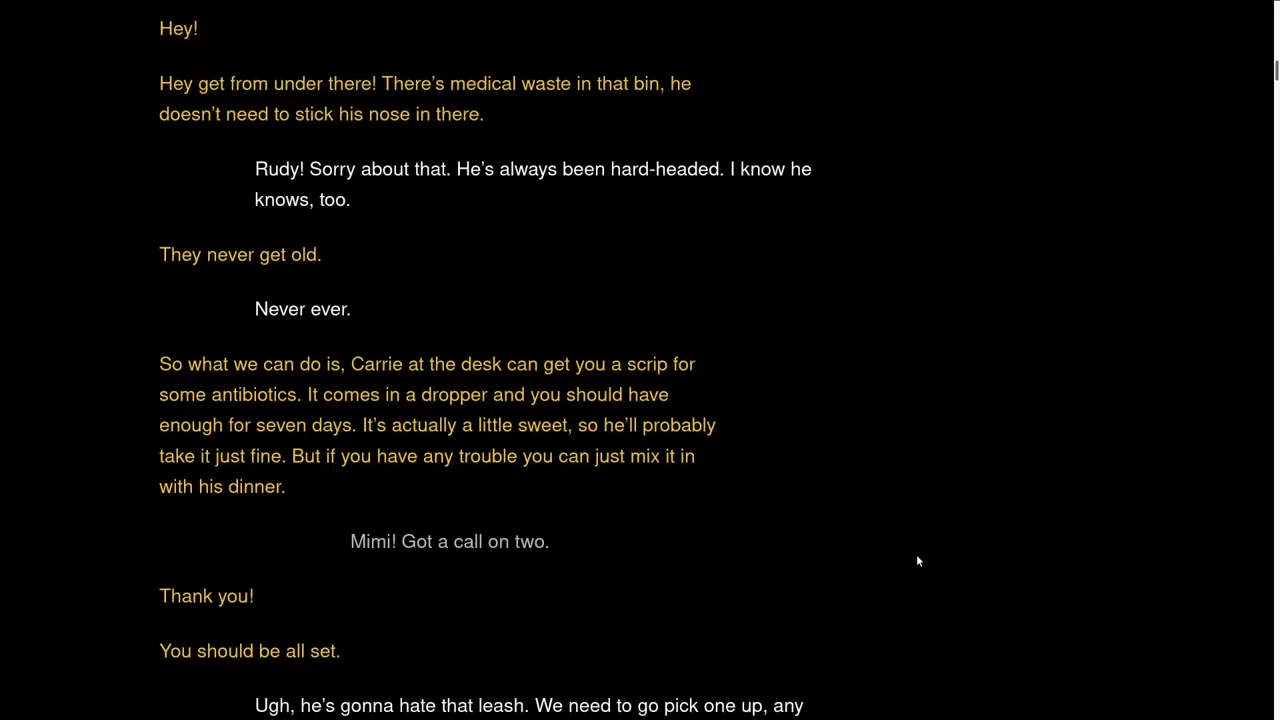 Hey!
Hey get from under there! There’s medical waste in that bin, he
doesn’t need to stick his nose in there.
Rudy! Sorry about that. He’s always been hard-headed. I know he
knows, too.
They never get old.
Never ever.
So what we can do is, Carrie at the desk can get you a scrip for
some antibiotics. It comes in a dropper and you should have
enough for seven days. It’s actually a little sweet, so he’ll probably
take it just fine. But if you have any trouble you can just mix it in
with his dinner.
Mimi! Got a call on two.
Thank you!
You should be all set.
Ugh, he’s gonna hate that leash. We need to go pick one up, any